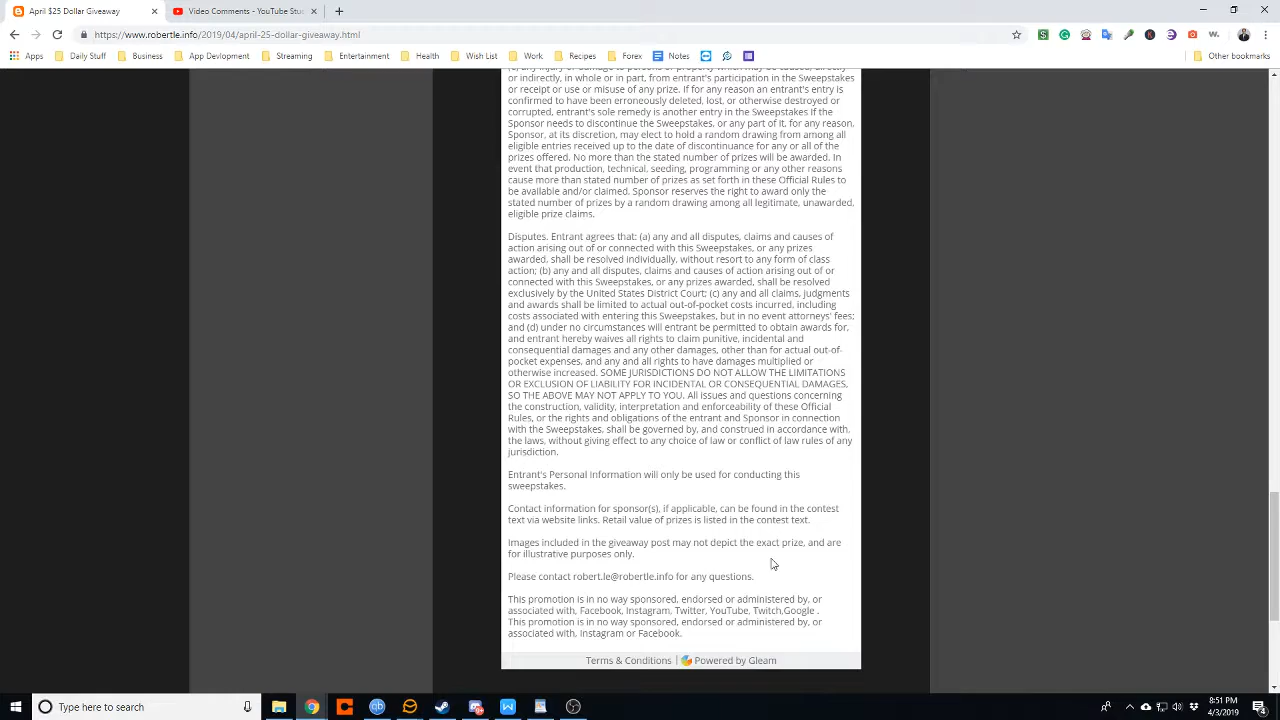 April $25 Dollar Giveaway
Video Comments - YouTube Stu
https://www.robertle.info/2019/04/april-25-dollar-giveaway.html
Apps Daily Stuff Business App Devlopment Streaming Entertainment Health Wish List Work Recipes Forex Notes Other bookmarks
or indirectly, in whole or in part, from entrant's participation in the Sweepstakes
or receipt or use or misuse of any prize. If for any reason an entrant's entry is
confirmed to have been erroneously deleted, lost, or otherwise destroyed or
corrupted, entrant's sole remedy is another entry in the Sweepstakes If the
Sponsor needs to discontinue the Sweepstakes, or any part of it, for any reason,
Sponsor, at its discretion, may elect to hold a random drawing from among all
eligible entries received up to the date of discontinuance for any or all of the
prizes offered. No more than the stated number of prizes will be awarded. In
event that production, technical, seeding, programming or any other reasons
cause more than stated number of prizes as set forth in these Official Rules to
be available and/or claimed. Sponsor reserves the right to award only the
stated number of prizes by a random drawing among all legitimate, unawarded,
eligible prize claims.
Disputes. Entrant agrees that: (a) any and all disputes, claims and causes of
action arising out of or connected with this Sweepstakes, or any prizes
awarded, shall be resolved individually, without resort to any form of class
action; (b) any and all disputes, claims and causes of action arising out of or
connected with this Sweepstakes, or any prizes awarded, shall be resolved
exclusively by the United States District Court; (c) any and all claims, judgments
and awards shall be limited to actual out-of-pocket costs incurred, including
costs associated with entering this Sweepstakes, but in no event attorneys' fees;
and (d) under no circumstances will entrant be permitted to obtain awards for,
and entrant hereby waives all rights to claim punitive, incidental and
consequential damages and any other damages, other than for actual out-of-
pocket expenses, and any and all rights to have damages multiplied or
otherwise increased. SOME JURISDICTIONS DO NOT ALLOW THE LIMITATIONS
OR EXCLUSION OF LIABILITY FOR INCIDENTAL OR CONSEQUENTIAL DAMAGES,
SO THE ABOVE MAY NOT APPLY TO YOU. All issues and questions concerning
the construction, validity, interpretation and enforceability of these Official
Rules, or the rights and obligations of the entrant and Sponsor in connection
with the Sweepstakes, shall be governed by, and construed in accordance with,
the laws, without giving effect to any choice of law or conflict of law rules of any
jurisdiction.
Entrant's Personal Information will only be used for conducting this
sweepstakes.
Contact information for sponsor(s), if applicable, can be found in the contest
text via website links. Retail value of prizes is listed in the contest text.
Images included in the giveaway post may not depict the exact prize, and are
for illustrative purposes only.
Please contact robert.le@robertle.info for any questions.
This promotion is in no way sponsored, endorsed or administered by, or
associated with, Facebook, Instagram, Twitter, YouTube, Twitch,Google .
This promotion is in no way sponsored, endorsed or administered by, or
associated with, Instagram or Facebook.
Terms & Conditions | Powered by Gleam
Type here to search
8:51 PM
4/3/2019